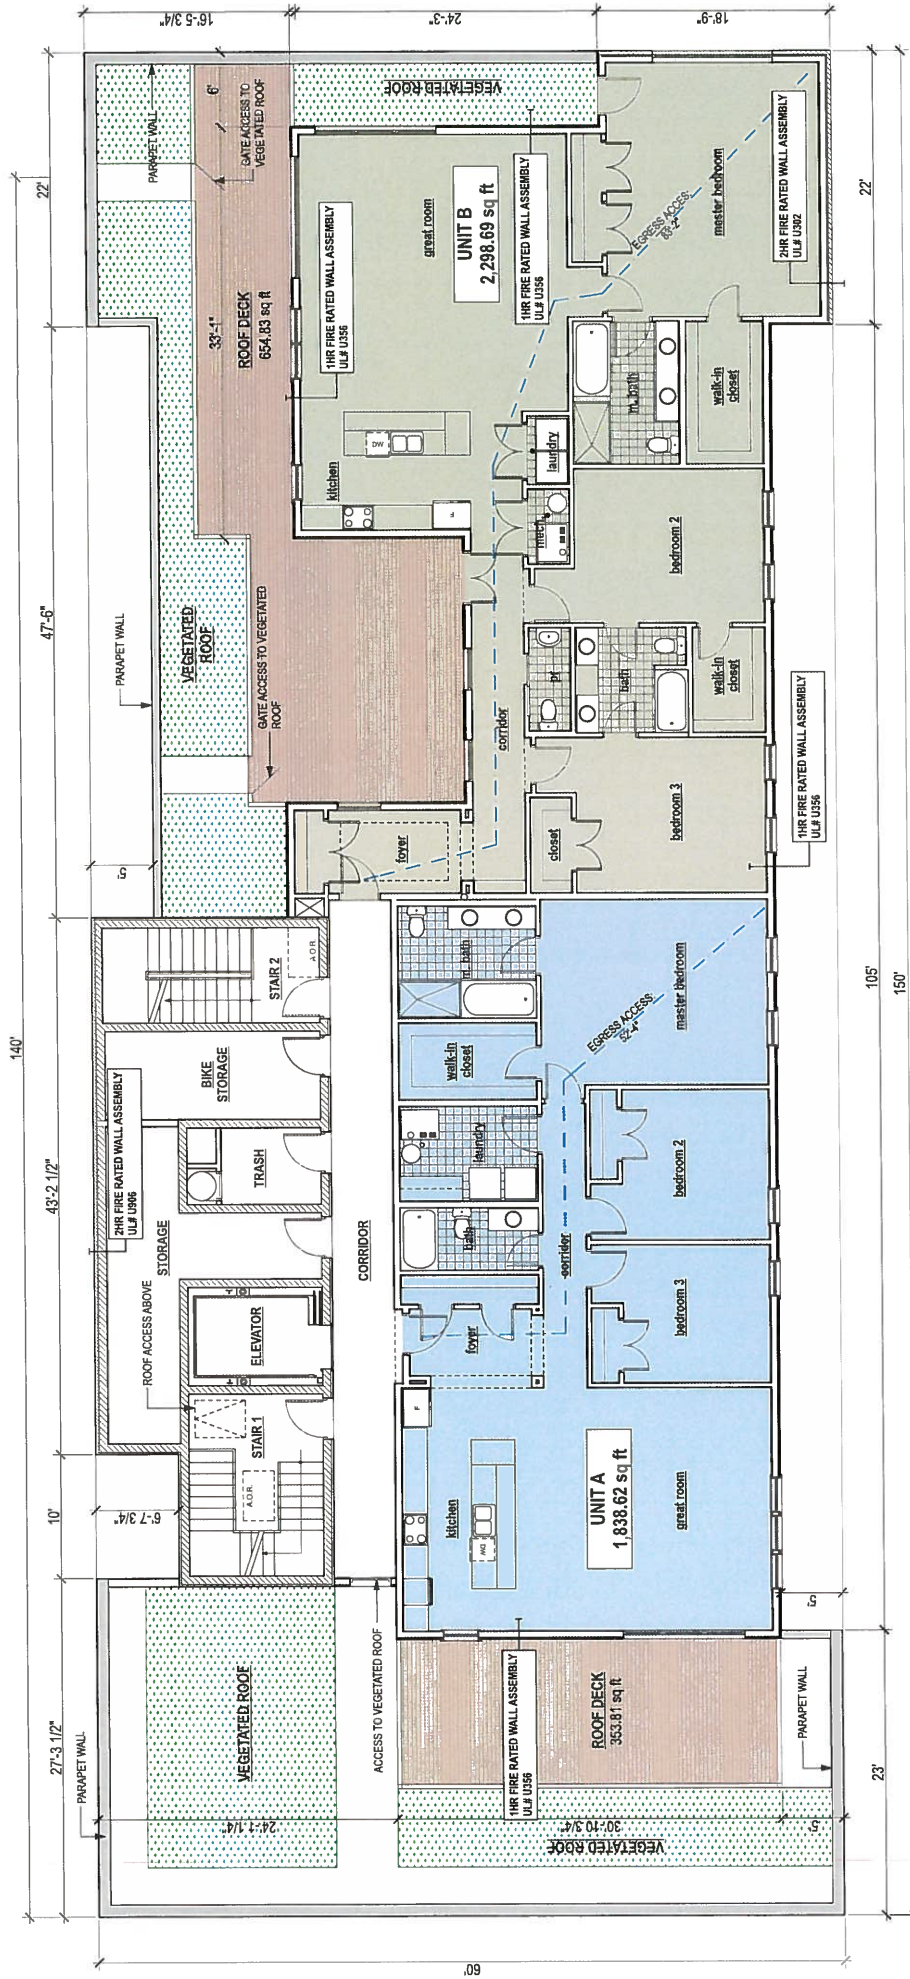 140'
27'-3 1/2"
10'
43'-2 1/2"
47'-6"
22'
PARAPET WALL
PARAPET WALL
PARAPET WALL
5'
6'-7 3/4"
16'-5 3/4"
24'-3"
18'-9"
60'
24'-1 1/4"
30'-10 3/4"
5'
VEGETATED ROOF
ACCESS TO VEGETATED ROOF
VEGETATED ROOF
ROOF DECK
353.81 sq ft
1HR FIRE RATED WALL ASSEMBLY
UL# U356
PARAPET WALL
5'
ROOF ACCESS ABOVE
STAIR 1
A.O.R.
ELEVATOR
STORAGE
2HR FIRE RATED WALL ASSEMBLY
UL# U906
TRASH
BIKE
STORAGE
STAIR 2
A.O.R.
CORRIDOR
kitchen
DW
F
UNIT A
1,838.62 sq ft
great room
foyer
bath
laundry
walk-in
closet
m. bath
corridor
bedroom 3
bedroom 2
master bedroom
EGRESS ACCESS:
52'-4"
VEGETATED
ROOF
GATE ACCESS TO VEGETATED
ROOF
33'-4"
6'
GATE ACCESS TO
VEGETATED ROOF
ROOF DECK
654.83 sq ft
VEGETATED ROOF
1HR FIRE RATED WALL ASSEMBLY
UL# U356
foyer
corridor
closet
bedroom 3
pr
bath
walk-in
closet
bedroom 2
mech.
laundry
kitchen
DW
F
great room
UNIT B
2,298.69 sq ft
1HR FIRE RATED WALL ASSEMBLY
UL# U356
m. bath
walk-in
closet
master bedroom
EGRESS ACCESS:
2HR FIRE RATED WALL ASSEMBLY
UL# U302
1HR FIRE RATED WALL ASSEMBLY
UL# U356
23'
105'
22'
150'